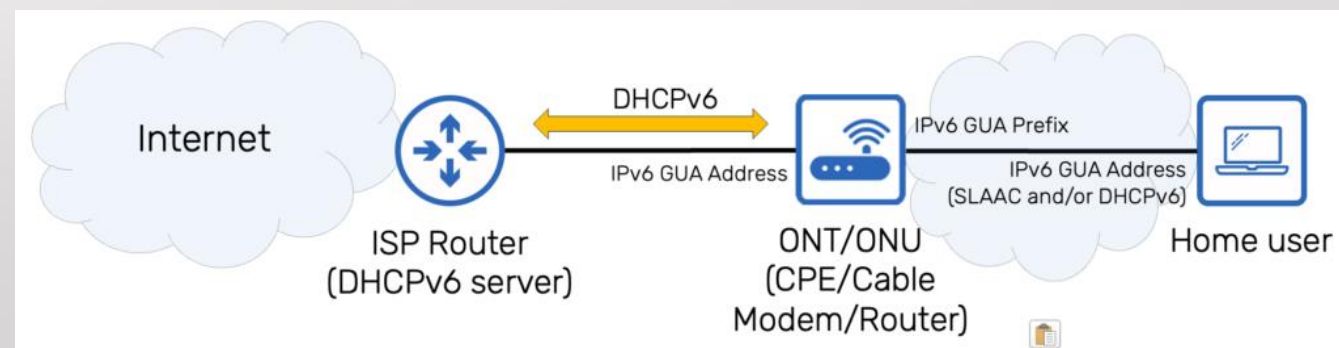 Internet
DHCPv6
IPv6 GUA Address
ISP Router
(DHCPv6 server)
IPv6 GUA Prefix
IPv6 GUA Address
(SLAAC and/or DHCPv6)
ONT/ONU
(CPE/Cable
Modem/Router)
Home user